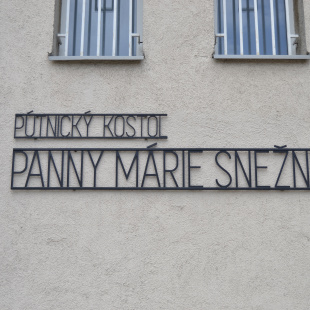 PÚTNICKÝ KOSTOL
PANNY MÁRIE SNEŽN